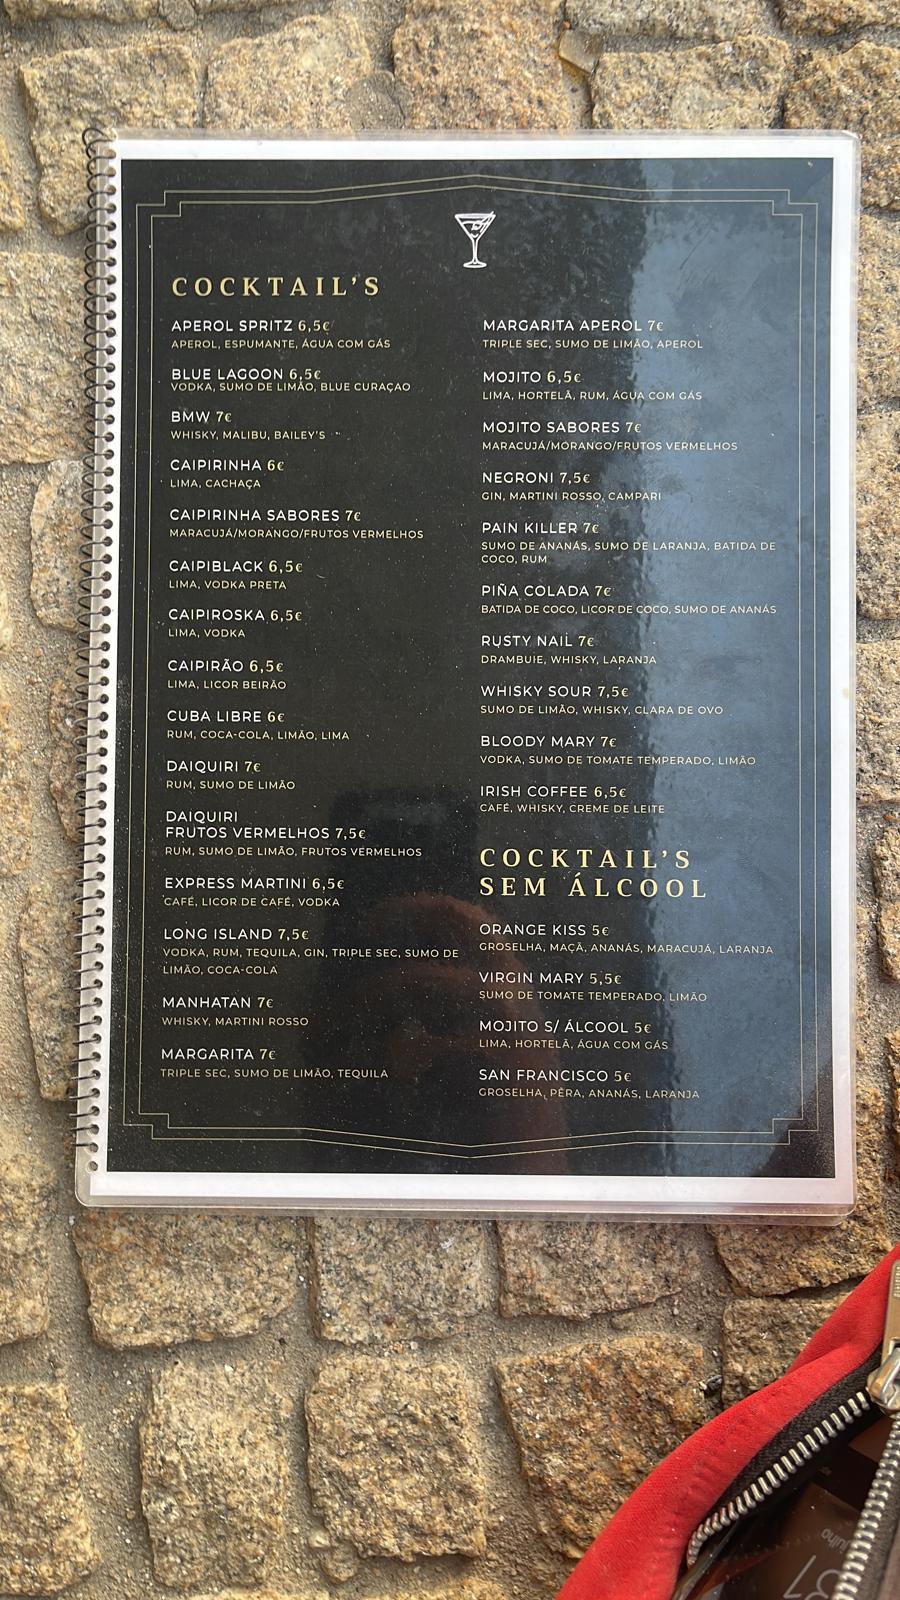 COCKTAIL'S
APEROL SPRITZ 6,5€
APEROL, ESPUMANTE, ÁGUA COM GÁS
BLUE LAGOON 6,5€
VODKA, SUMO DE LIMÃO, BLUE CURAÇAO
BMW 7€
WHISKY, MALIBU, BAILEY'S
CAIPIRINHA 6€
LIMA, CACHAÇA
CAIPIRINHA SABORES 7€
MARACUJÁ/MORANGO/FRUTOS VERMELHOS
CAIPIBLACK 6,5€
LIMA, VODKA PRETA
CAIPIROSKA 6,5€
LIMA, VODKA
CAIPIRÃO 6,5€
LIMA, LICOR BEIRÃO
CUBA LIBRE 6€
RUM, COCA-COLA, LIMÃO, LIMA
DAIQUIRI 7€
RUM, SUMO DE LIMÃO
DAIQUIRI
FRUTOS VERMELHOS 7,5€
RUM, SUMO DE LIMÃO, FRUTOS VERMELHOS
EXPRESS MARTINI 6,5€
CAFÉ, LICOR DE CAFÉ, VODKA
LONG ISLAND 7,5€
VODKA, RUM, TEQUILA, GIN, TRIPLE SEC, SUMO DE
LIMÃO, COCA-COLA
MANHATAN 7€
WHISKY, MARTINI ROSSO
MARGARITA 7€
TRIPLE SEC, SUMO DE LIMÃO, TEQUILA
MARGARITA APEROL 7€
TRIPLE SEC, SUMO DE LIMÃO, APEROL
MOJITO 6,5€
LIMA, HORTELÃ, RUM, ÁGUA COM GÁS
MOJITO SABORES 7€
MARACUJÁ/MORANGO/FRUTOS VERMELHOS
NEGRONI 7,5€
GIN, MARTINI ROSSO, CAMPARI
PAIN KILLER 7€
SUMO DE ANANÁS, SUMO DE LARANJA, BATIDA DE
COCO, RUM
PIÑA COLADA 7€
BATIDA DE COCO, LICOR DE COCO, SUMO DE ANANÁS
RUSTY NAIL 7€
DRAMBUIE, WHISKY, LARANJA
WHISKY SOUR 7,5€
SUMO DE LIMÃO, WHISKY, CLARA DE OVO
BLOODY MARY 7€
VODKA, SUMO DE TOMATE TEMPERADO, LIMÃO
IRISH COFFEE 6,5€
CAFÉ, WHISKY, CREME DE LEITE
COCKTAIL'S
SEM ÁLCOOL
ORANGE KISS 5€
GROSELHA, MAÇÃ, ANANÁS, MARACUJÁ, LARANJA
VIRGIN MARY 5,5€
SUMO DE TOMATE TEMPERADO, LIMÃO
MOJITO S/ ÁLCOOL 5€
LIMA, HORTELÃ, ÁGUA COM GÁS
SAN FRANCISCO 5€
GROSELHA, PÊRA, ANANÁS, LARANJA